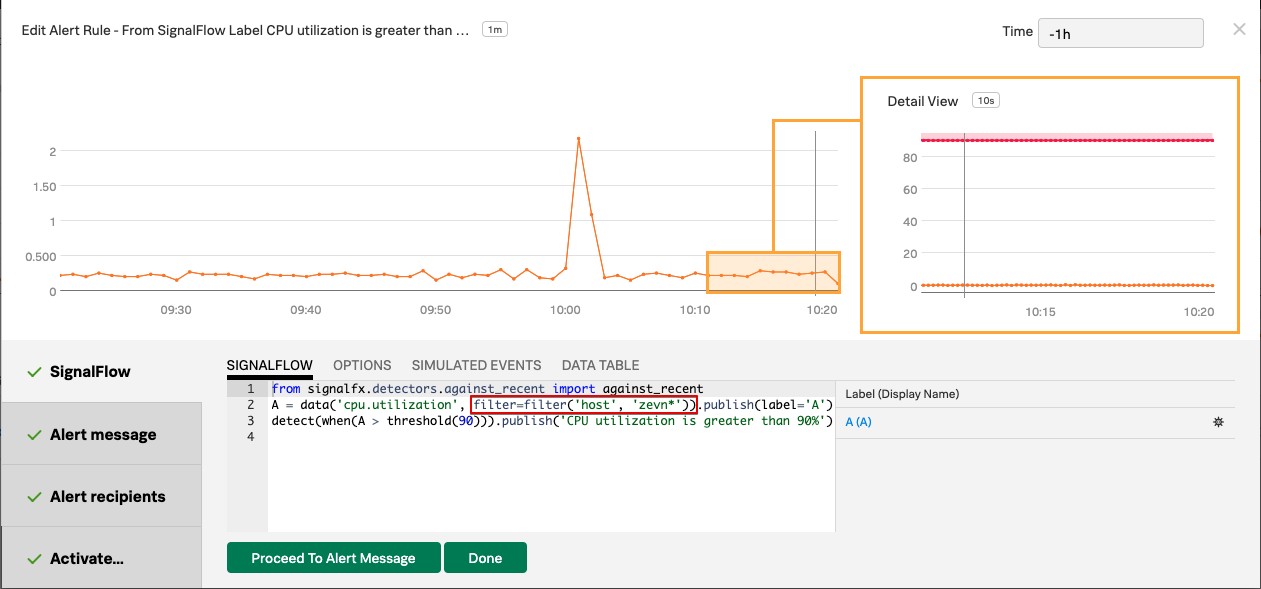 Edit Alert Rule - From SignalFlow Label CPU utilization is greater than ... 1m
Time -1h
Detail View 10s
2
1.50
1
0.500
0
09:30 09:40 09:50 10:00 10:10 10:20
80
60
40
20
0
10:15 10:20
SignalFlow
Alert message
Alert recipients
Activate...
SIGNALFLOW OPTIONS SIMULATED EVENTS DATA TABLE
1 from signalfx.detectors.against_recent import against_recent
2 A = data('cpu.utilization', filter=filter('host', 'zevn*')).publish(label='A')
3 detect(when(A > threshold(90))).publish('CPU utilization is greater than 90%')
4
Label (Display Name)
A (A)
Proceed To Alert Message Done